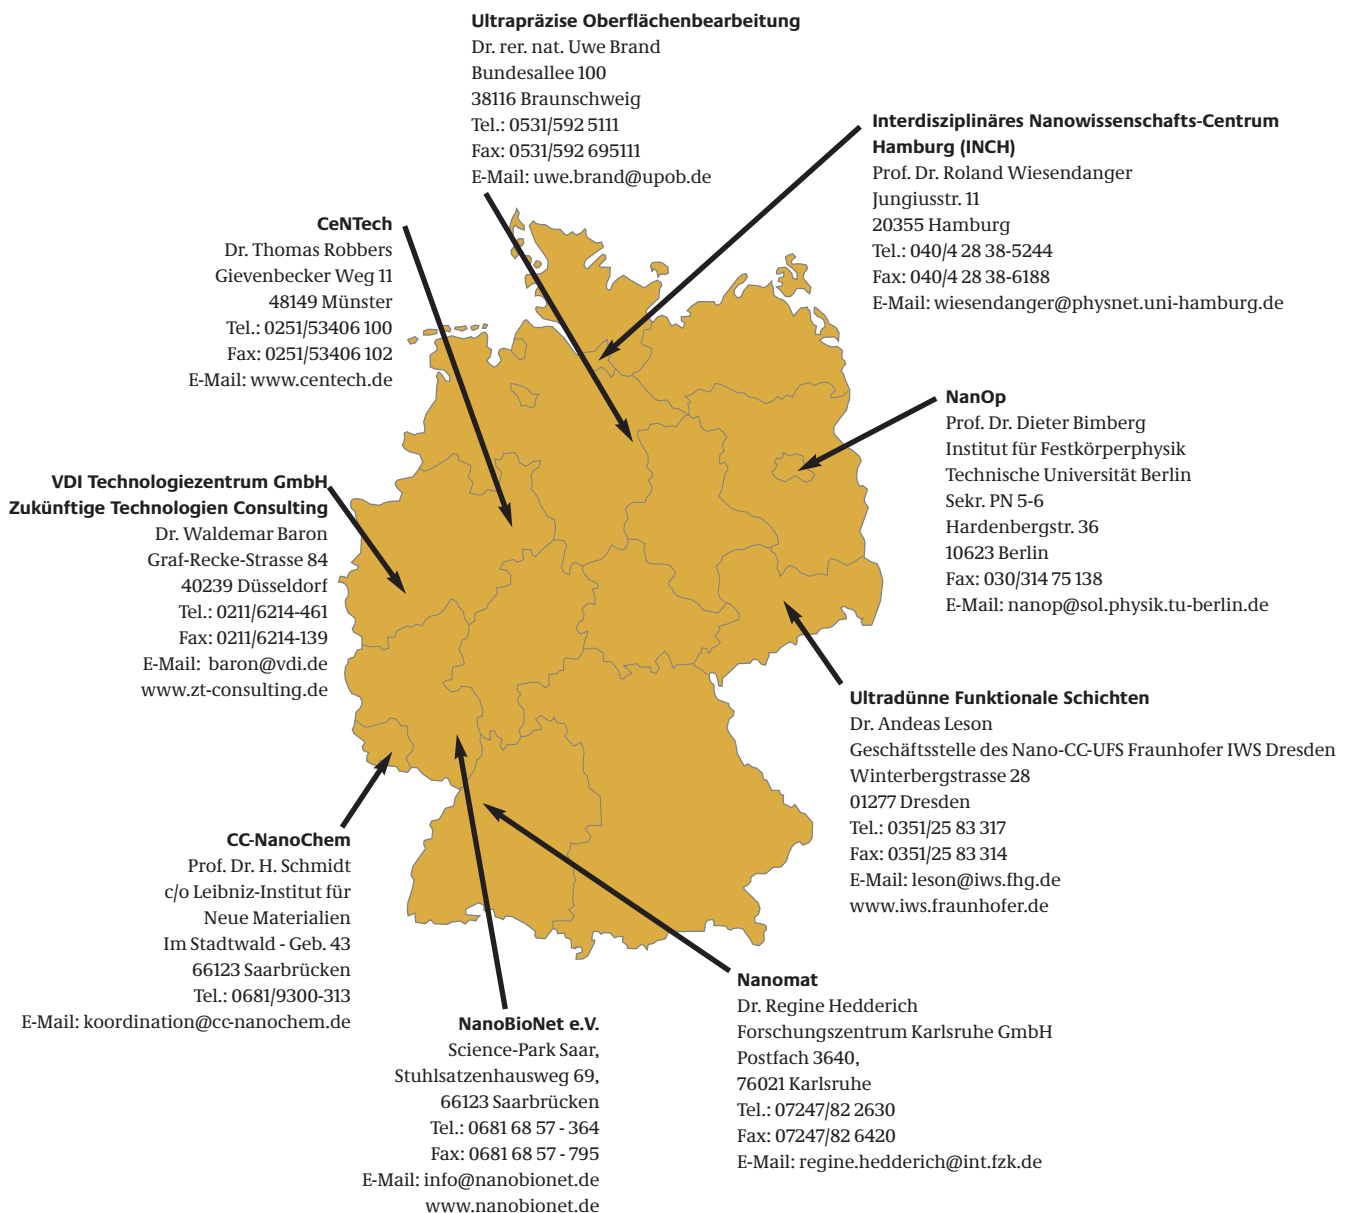 Ultrapräzise Oberflächenbearbeitung
Dr. rer. nat. Uwe Brand
Bundesallee 100
38116 Braunschweig
Tel.: 0531/592 5111
Fax: 0531/592 695111
E-Mail: uwe.brand@upob.de
Interdisziplinäres Nanowissenschafts-Centrum
Hamburg (INCH)
Prof. Dr. Roland Wiesendanger
Jungiusstr. 11
20355 Hamburg
Tel.: 040/4 28 38-5244
Fax: 040/4 28 38-6188
E-Mail: wiesendanger@physnet.uni-hamburg.de
CeNTech
Dr. Thomas Robbers
Gievenbecker Weg 11
48149 Münster
Tel.: 0251/53406 100
Fax: 0251/53406 102
E-Mail: www.centech.de
NanOp
Prof. Dr. Dieter Bimberg
Institut für Festkörperphysik
Technische Universität Berlin
Sekr. PN 5-6
Hardenbergstr. 36
10623 Berlin
Fax: 030/314 75 138
E-Mail: nanop@sol.physik.tu-berlin.de
VDI Technologiezentrum GmbH
Zukünftige Technologien Consulting
Dr. Waldemar Baron
Graf-Recke-Strasse 84
40239 Düsseldorf
Tel.: 0211/6214-461
Fax: 0211/6214-139
E-Mail: baron@vdi.de
www.zt-consulting.de
Ultradünne Funktionale Schichten
Dr. Andeas Leson
Geschäftsstelle des Nano-CC-UFS Fraunhofer IWS Dresden
Winterbergstrasse 28
01277 Dresden
Tel.: 0351/25 83 317
Fax: 0351/25 83 314
E-Mail: leson@iws.fhg.de
www.iws.fraunhofer.de
CC-NanoChem
Prof. Dr. H. Schmidt
c/o Leibniz-Institut für
Neue Materialien
Im Stadtwald - Geb. 43
66123 Saarbrücken
Tel.: 0681/9300-313
E-Mail: koordination@cc-nanochem.de
NanoBioNet e.V.
Science-Park Saar,
Stuhlsatzenhausweg 69,
66123 Saarbrücken
Tel.: 0681 68 57 - 364
Fax: 0681 68 57 - 795
E-Mail: info@nanobionet.de
www.nanobionet.de
Nanomat
Dr. Regine Hedderich
Forschungszentrum Karlsruhe GmbH
Postfach 3640,
76021 Karlsruhe
Tel.: 07247/82 2630
Fax: 07247/82 6420
E-Mail: regine.hedderich@int.fzk.de